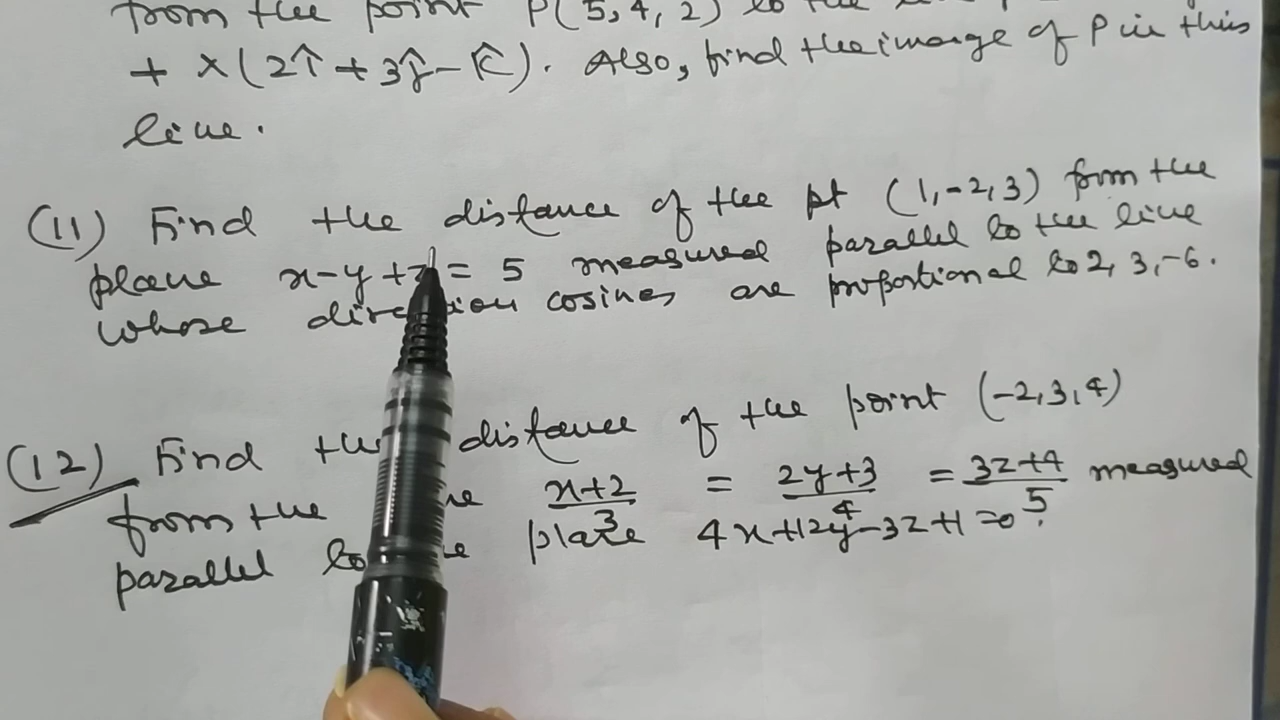 from the point P(5,4,2) to the
+ λ(2î + 3ĵ - k̂). Also, find the image of P in this
line.
(11) Find the distance of the pt (1,-2,3) from the
plane x-y+z = 5 measured parallel to the line
whose direction cosines are proportional to 2, 3, -6.
(12) Find the distance of the point (-2,3,4)
from the x+2/3 = 2y+3/4 = 3z+4/5 measured
parallel to plane 4x+12y-3z+1=0.